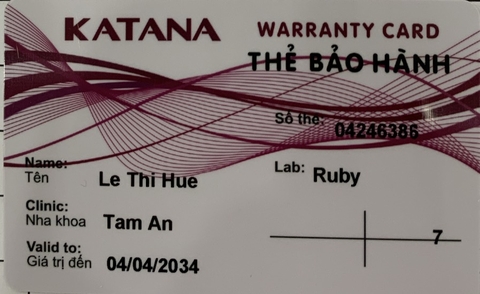 KATANA WARRANTY CARD
THẺ BẢO HÀNH
Số thẻ: 04246386
Name:
Tên Le Thi Hue
Lab: Ruby
Clinic:
Nha khoa Tam An
7
Valid to:
Giá trị đến 04/04/2034